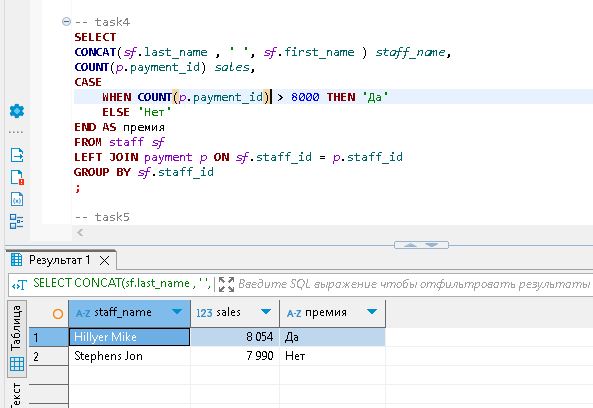 -- task4
SELECT
CONCAT(sf.last_name , ' ', sf.first_name ) staff_name,
COUNT(p.payment_id) sales,
CASE
WHEN COUNT(p.payment_id) > 8000 THEN 'Да'
ELSE 'Нет'
END AS премия
FROM staff sf
LEFT JOIN payment p ON sf.staff_id = p.staff_id
GROUP BY sf.staff_id
;
-- task5
Результат 1
SELECT CONCAT(sf.last_name , ' ',
Введите SQL выражение чтобы отфильтровать результаты
Таблица
Текст
A-Z staff_name 123 sales A-Z премия
1 Hillyer Mike 8 054 Да
2 Stephens Jon 7 990 Нет